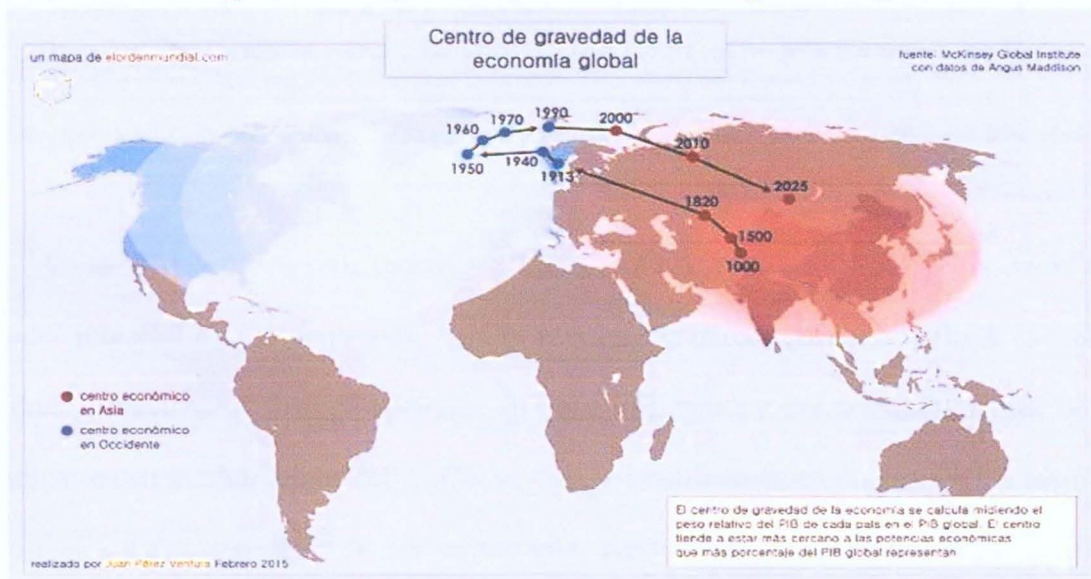 Centro de gravedad de la
economía global
un mapa de elordenmundial.com
fuente: McKinsey Global Institute
con datos de Angus Maddison
1990
2000
1970
1960
2010
1940
1950
1913
2025
1820
1500
1000
centro económico
en Asia
centro económico
en Occidente
El centro de gravedad de la economía se calcula midiendo el
peso relativo del PIB de cada país en el PIB global. El centro
tiende a estar más cercano a las potencias económicas
que más porcentaje del PIB global representan
realizado por Juan Pérez Ventura Febrero 2015